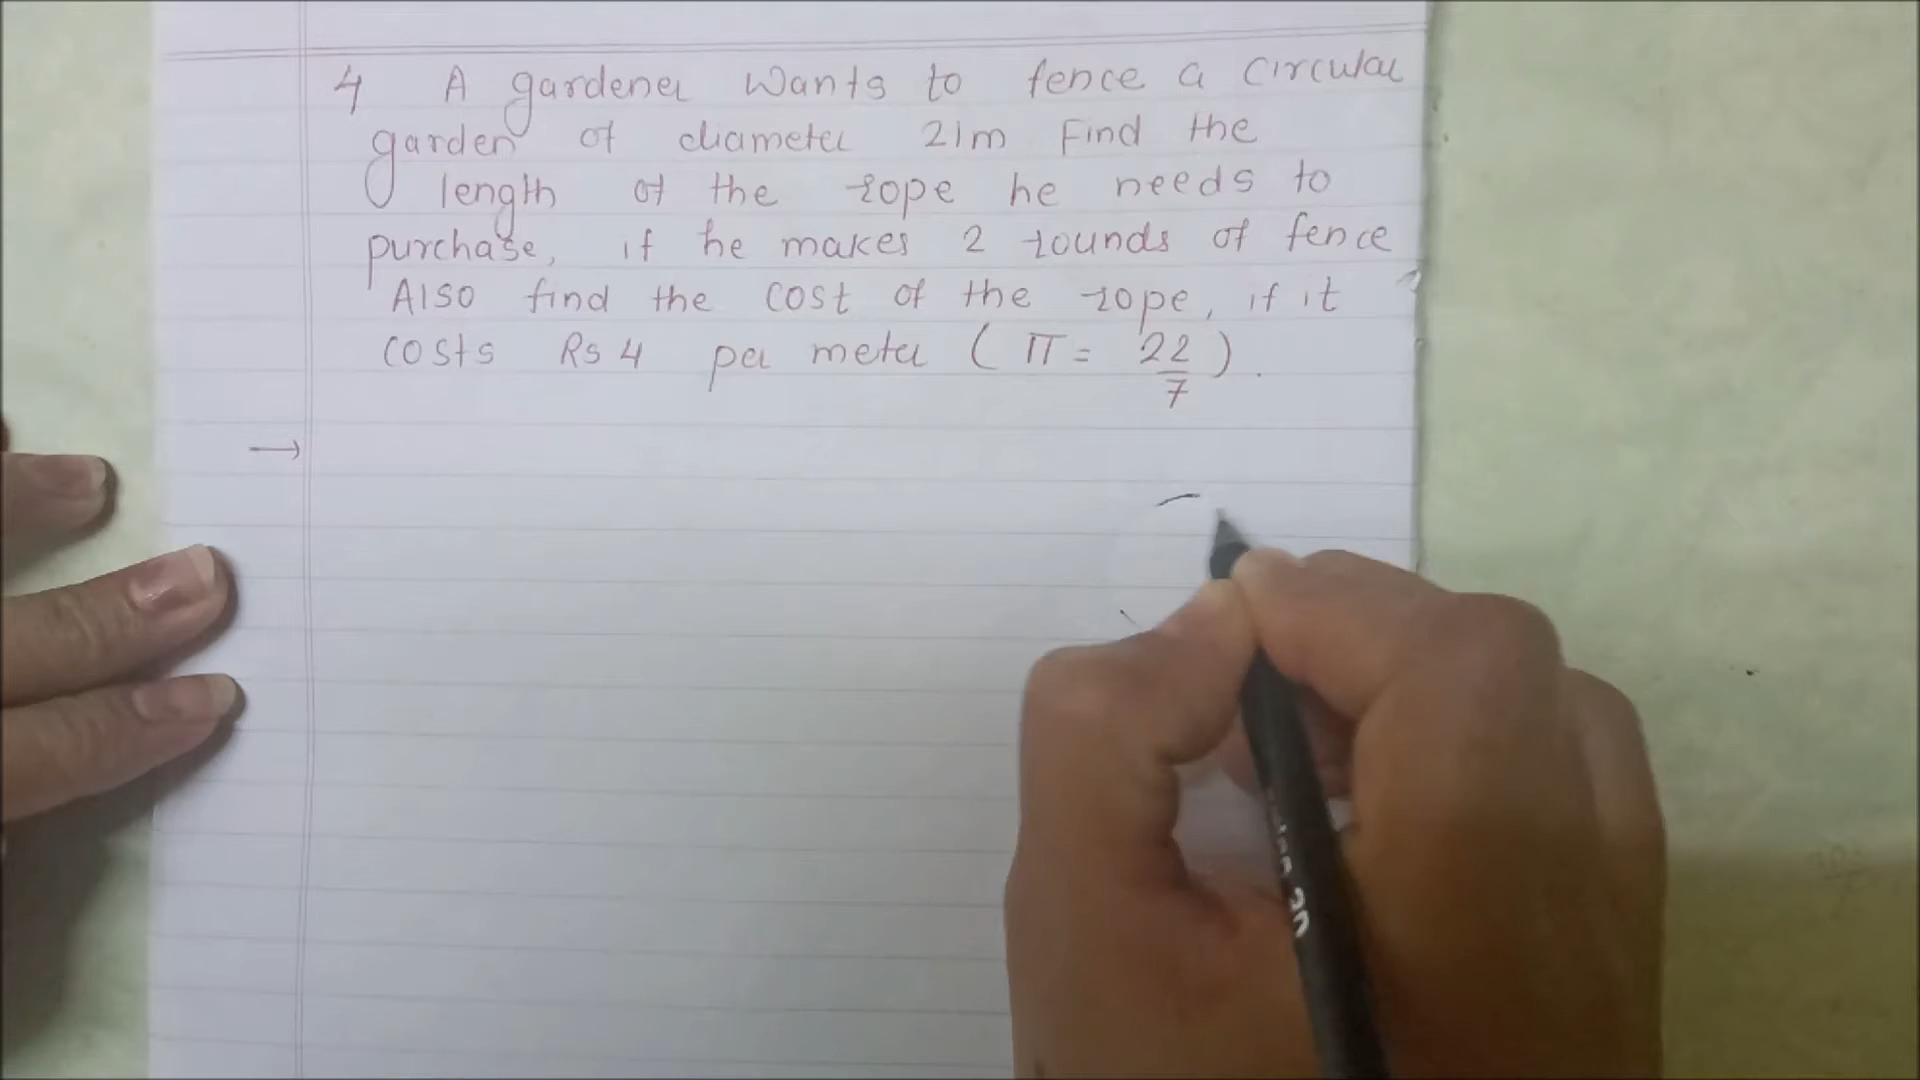 4 A gardener wants to fence a circular
garden of diameter 21m Find the
length of the rope he needs to
purchase, if he makes 2 rounds of fence
Also find the cost of the rope, if it
costs Rs 4 per meter ( π = 22/7 ).